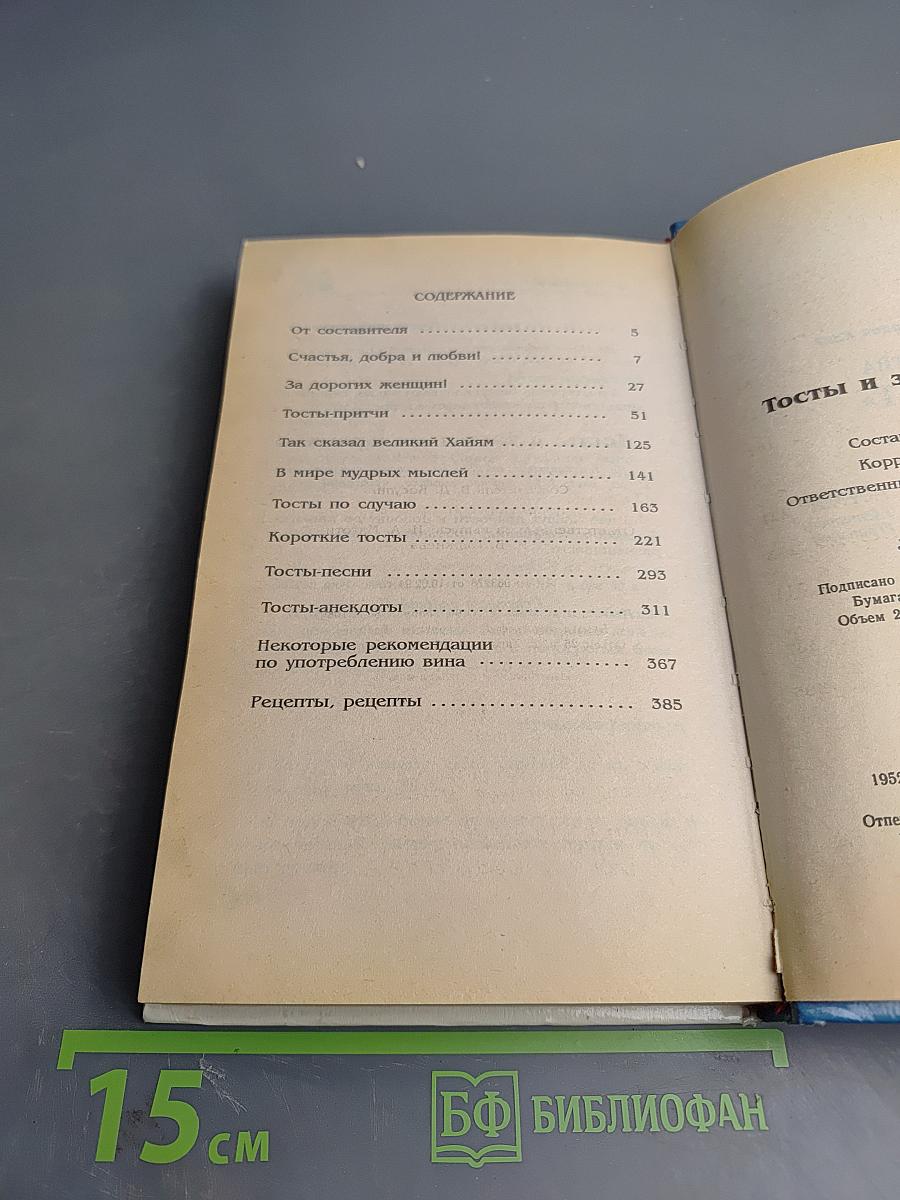 СОДЕРЖАНИЕ
От составителя ........................ 5
Счастья, добра и любви! .............. 7
За дорогих женщин! .................. 27
Тосты-притчи ........................... 51
Так сказал великий Хайям ............. 125
В мире мудрых мыслей ................. 141
Тосты по случаю ....................... 163
Короткие тосты ........................ 221
Тосты-песни ........................... 293
Тосты-анекдоты ........................ 311
Некоторые рекомендации
по употреблению вина ................ 367
Рецепты, рецепты ..................... 385
Тосты и з
Соста
Корр
Ответственн
Подписано
Бумага
Объем 2
1952
Отпе
15 см
БФ БИБЛИОФАН